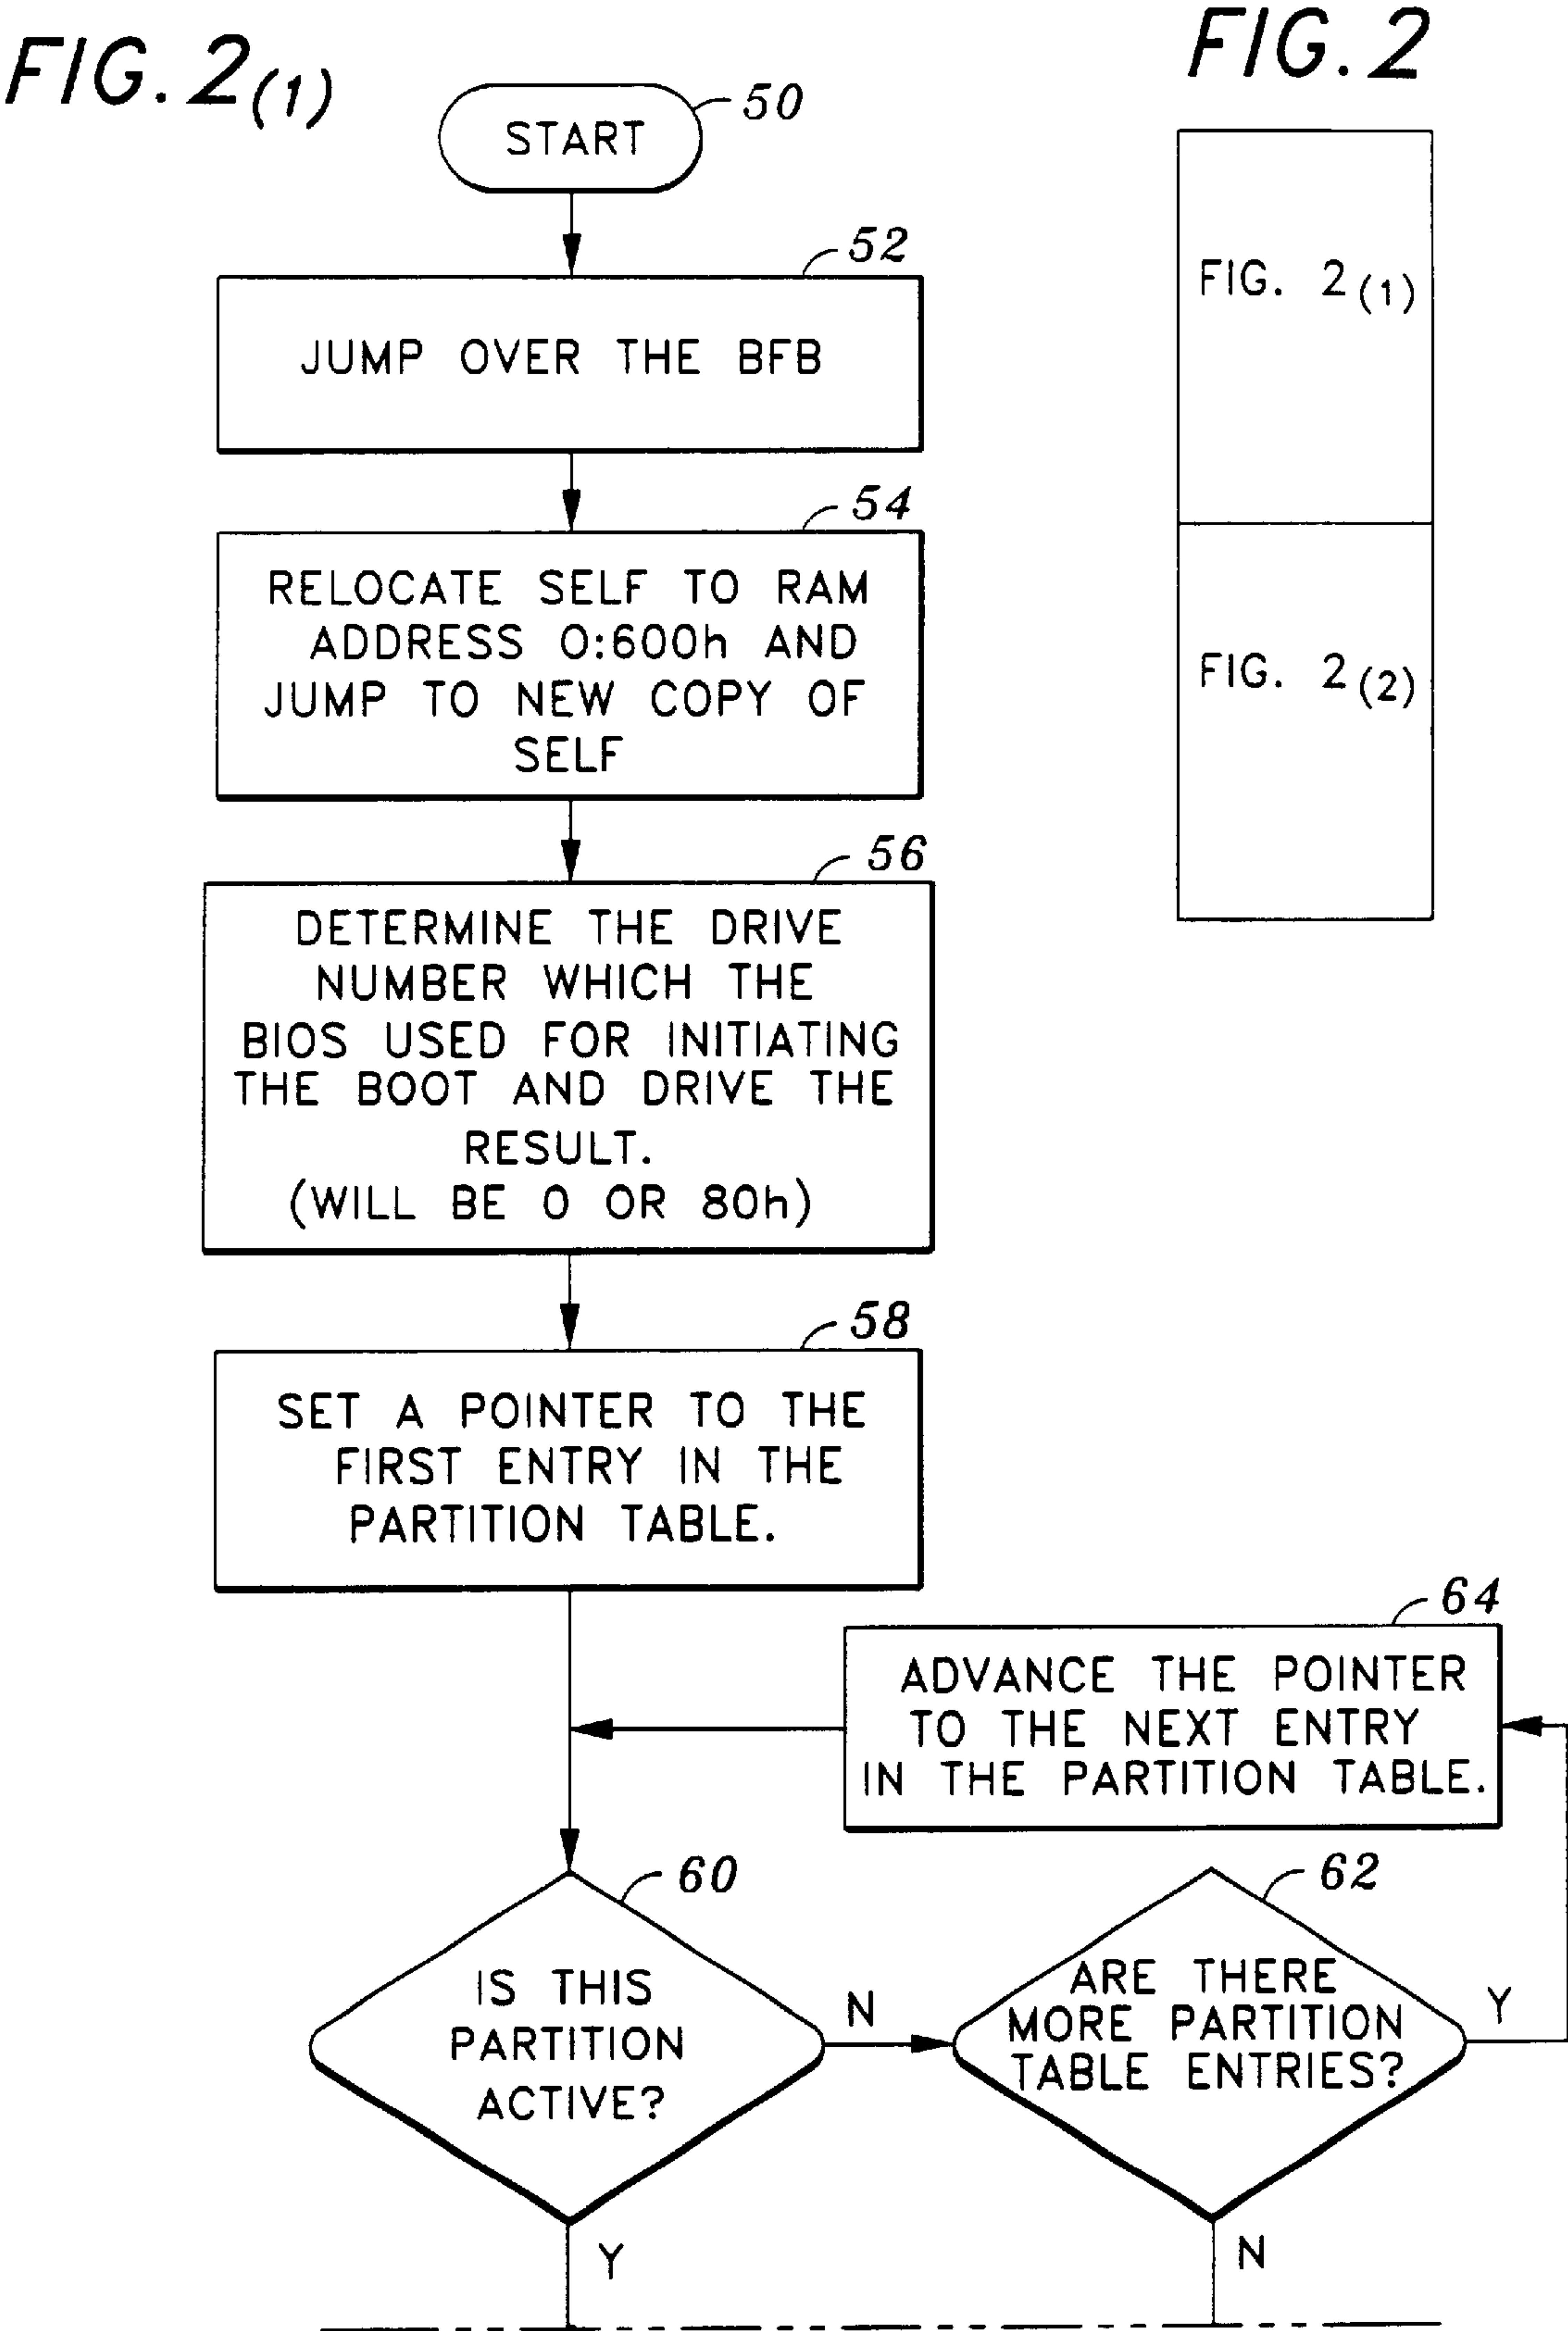 FIG. 2(1)
FIG. 2
START
50
52
JUMP OVER THE BFB
54
RELOCATE SELF TO RAM
ADDRESS 0:600h AND
JUMP TO NEW COPY OF
SELF
56
DETERMINE THE DRIVE
NUMBER WHICH THE
BIOS USED FOR INITIATING
THE BOOT AND DRIVE THE
RESULT.
(WILL BE 0 OR 80h)
58
SET A POINTER TO THE
FIRST ENTRY IN THE
PARTITION TABLE.
64
ADVANCE THE POINTER
TO THE NEXT ENTRY
IN THE PARTITION TABLE.
60
IS THIS
PARTITION
ACTIVE?
N
Y
62
ARE THERE
MORE PARTITION
TABLE ENTRIES?
Y
N
FIG. 2(1)
FIG. 2(2)